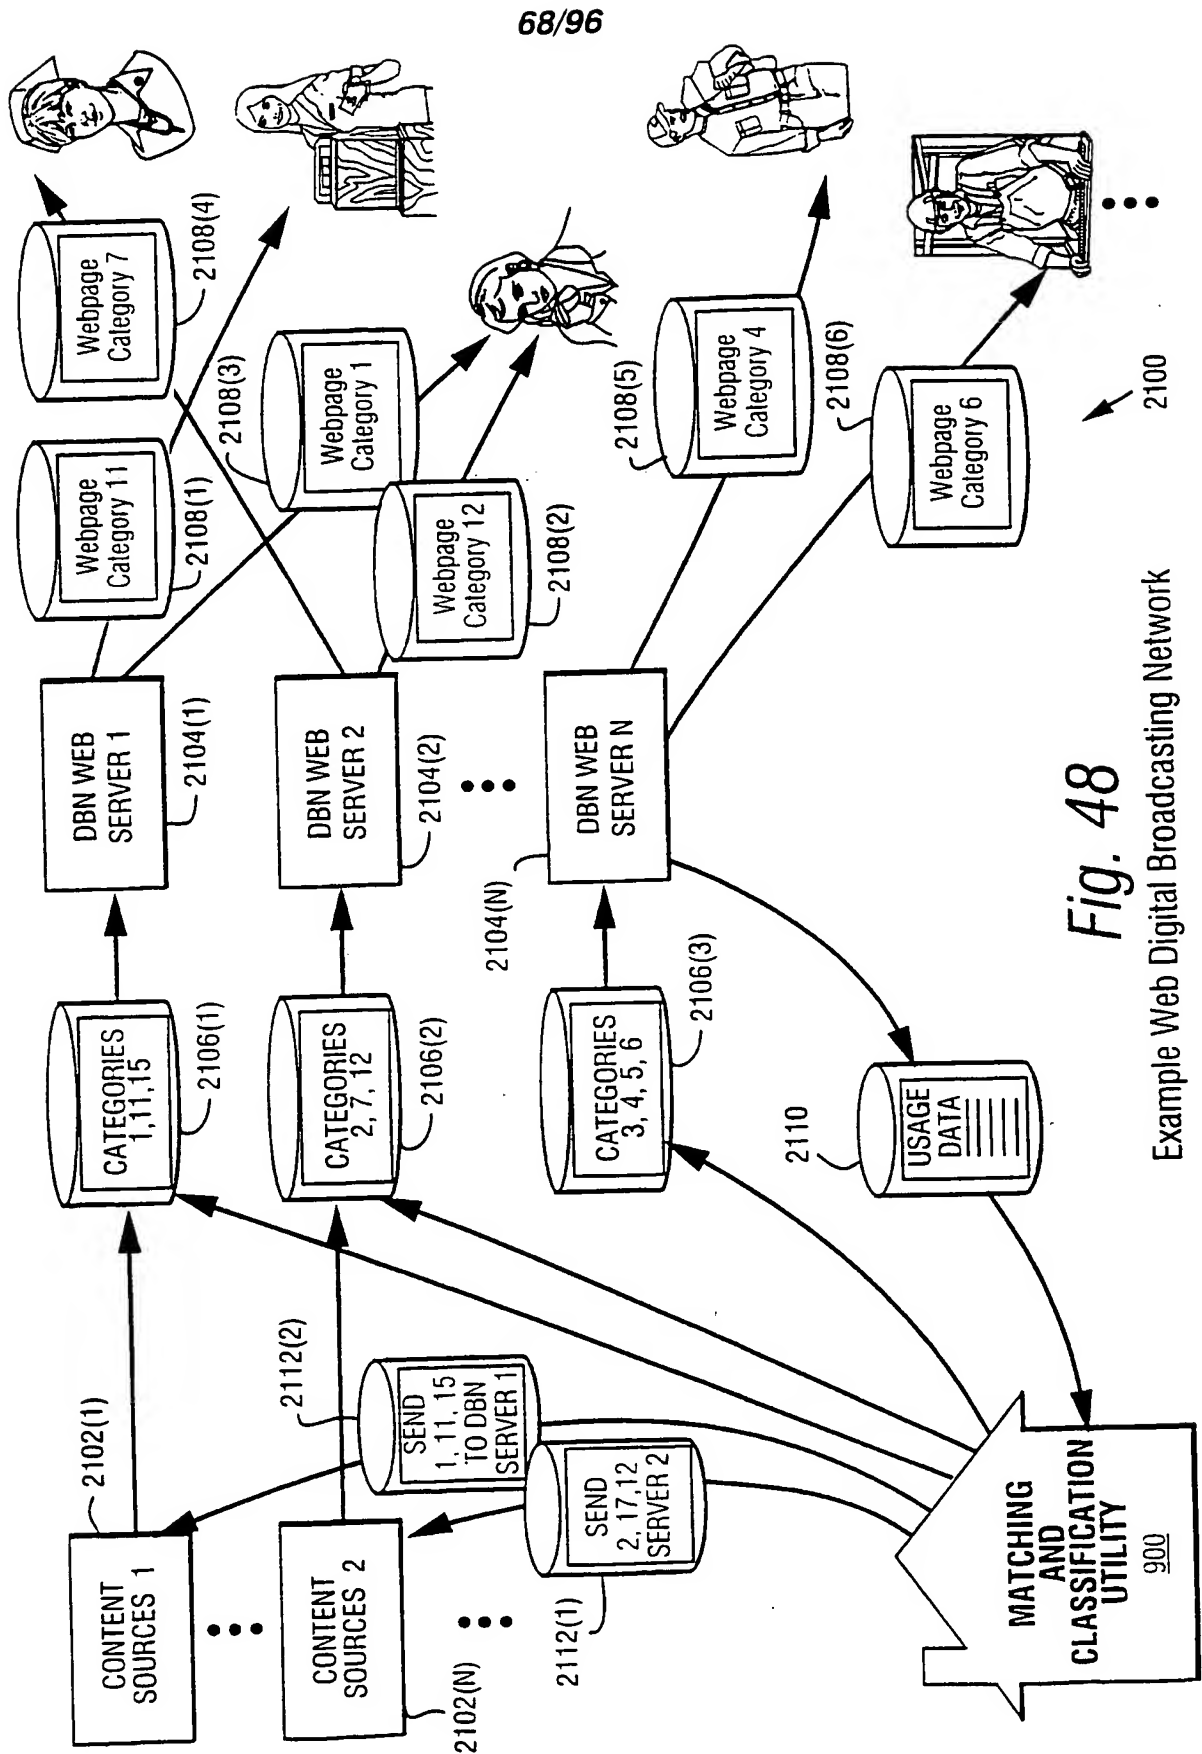 68/96
CONTENT
SOURCES 1
2102(1)
CATEGORIES
1,11,15
2106(1)
DBN WEB
SERVER 1
2104(1)
Webpage
Category 11
2108(1)
Webpage
Category 7
2108(4)
CONTENT
SOURCES 2
2102(N)
SEND
1, 11, 15
TO DBN
SERVER 1
2112(2)
SEND
2, 17,12
SERVER 2
2112(1)
CATEGORIES
2, 7, 12
2106(2)
DBN WEB
SERVER 2
2104(2)
Webpage
Category 1
2108(3)
Webpage
Category 12
2108(2)
CATEGORIES
3, 4, 5, 6
2106(3)
DBN WEB
SERVER N
2104(N)
Webpage
Category 4
2108(5)
Webpage
Category 6
2108(6)
MATCHING
AND
CLASSIFICATION
UTILITY
900
USAGE
DATA
2110
2100
Fig. 48
Example Web Digital Broadcasting Network